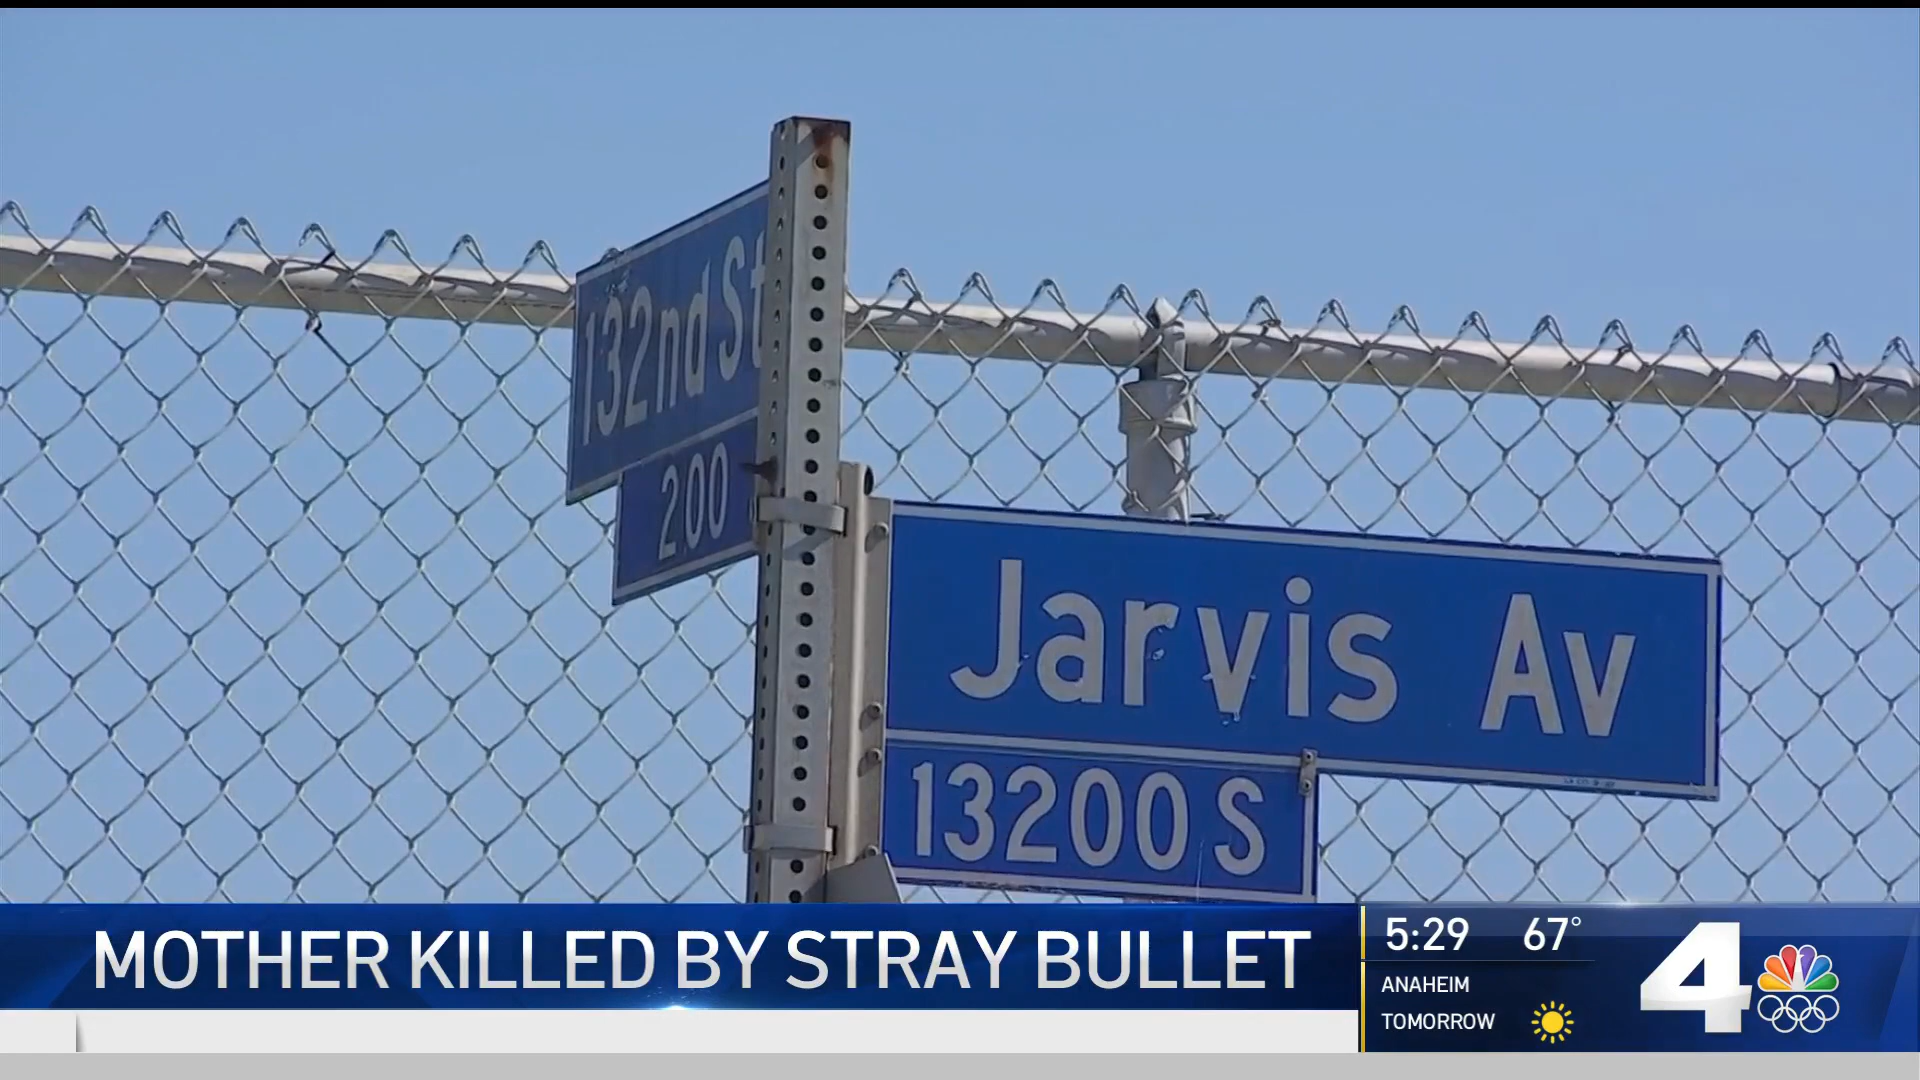 132nd St
200
Jarvis Av
13200 S
MOTHER KILLED BY STRAY BULLET
5:29 67°
ANAHEIM
TOMORROW
4